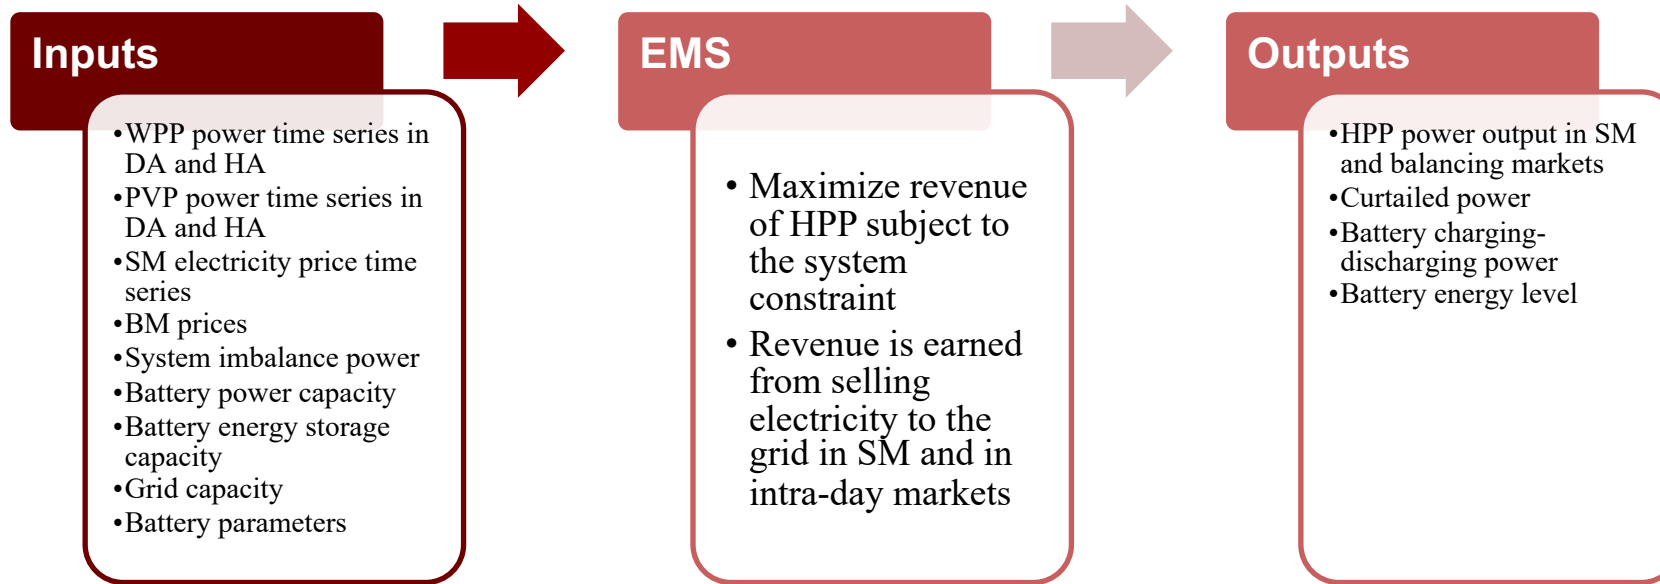 Inputs
•WPP power time series in
DA and HA
•PVP power time series in
DA and HA
•SM electricity price time
series
•BM prices
•System imbalance power
•Battery power capacity
•Battery energy storage
capacity
•Grid capacity
•Battery parameters
EMS
• Maximize revenue
of HPP subject to
the system
constraint
• Revenue is earned
from selling
electricity to the
grid in SM and in
intra-day markets
Outputs
•HPP power output in SM
and balancing markets
•Curtailed power
•Battery charging-
discharging power
•Battery energy level